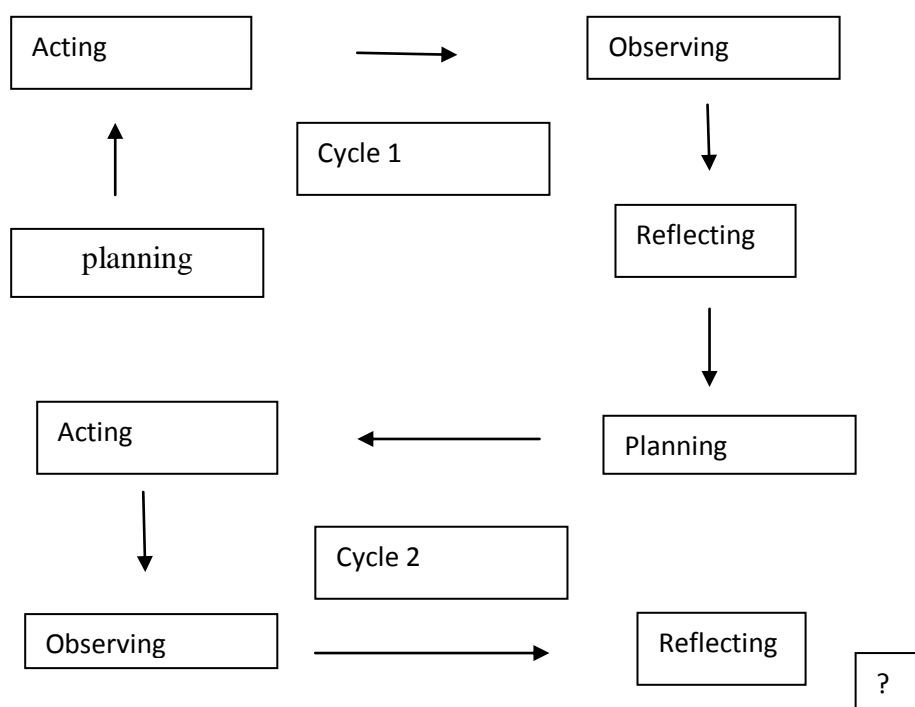 Acting
Observing
Cycle 1
planning
Reflecting
Acting
Planning
Cycle 2
Observing
Reflecting
?